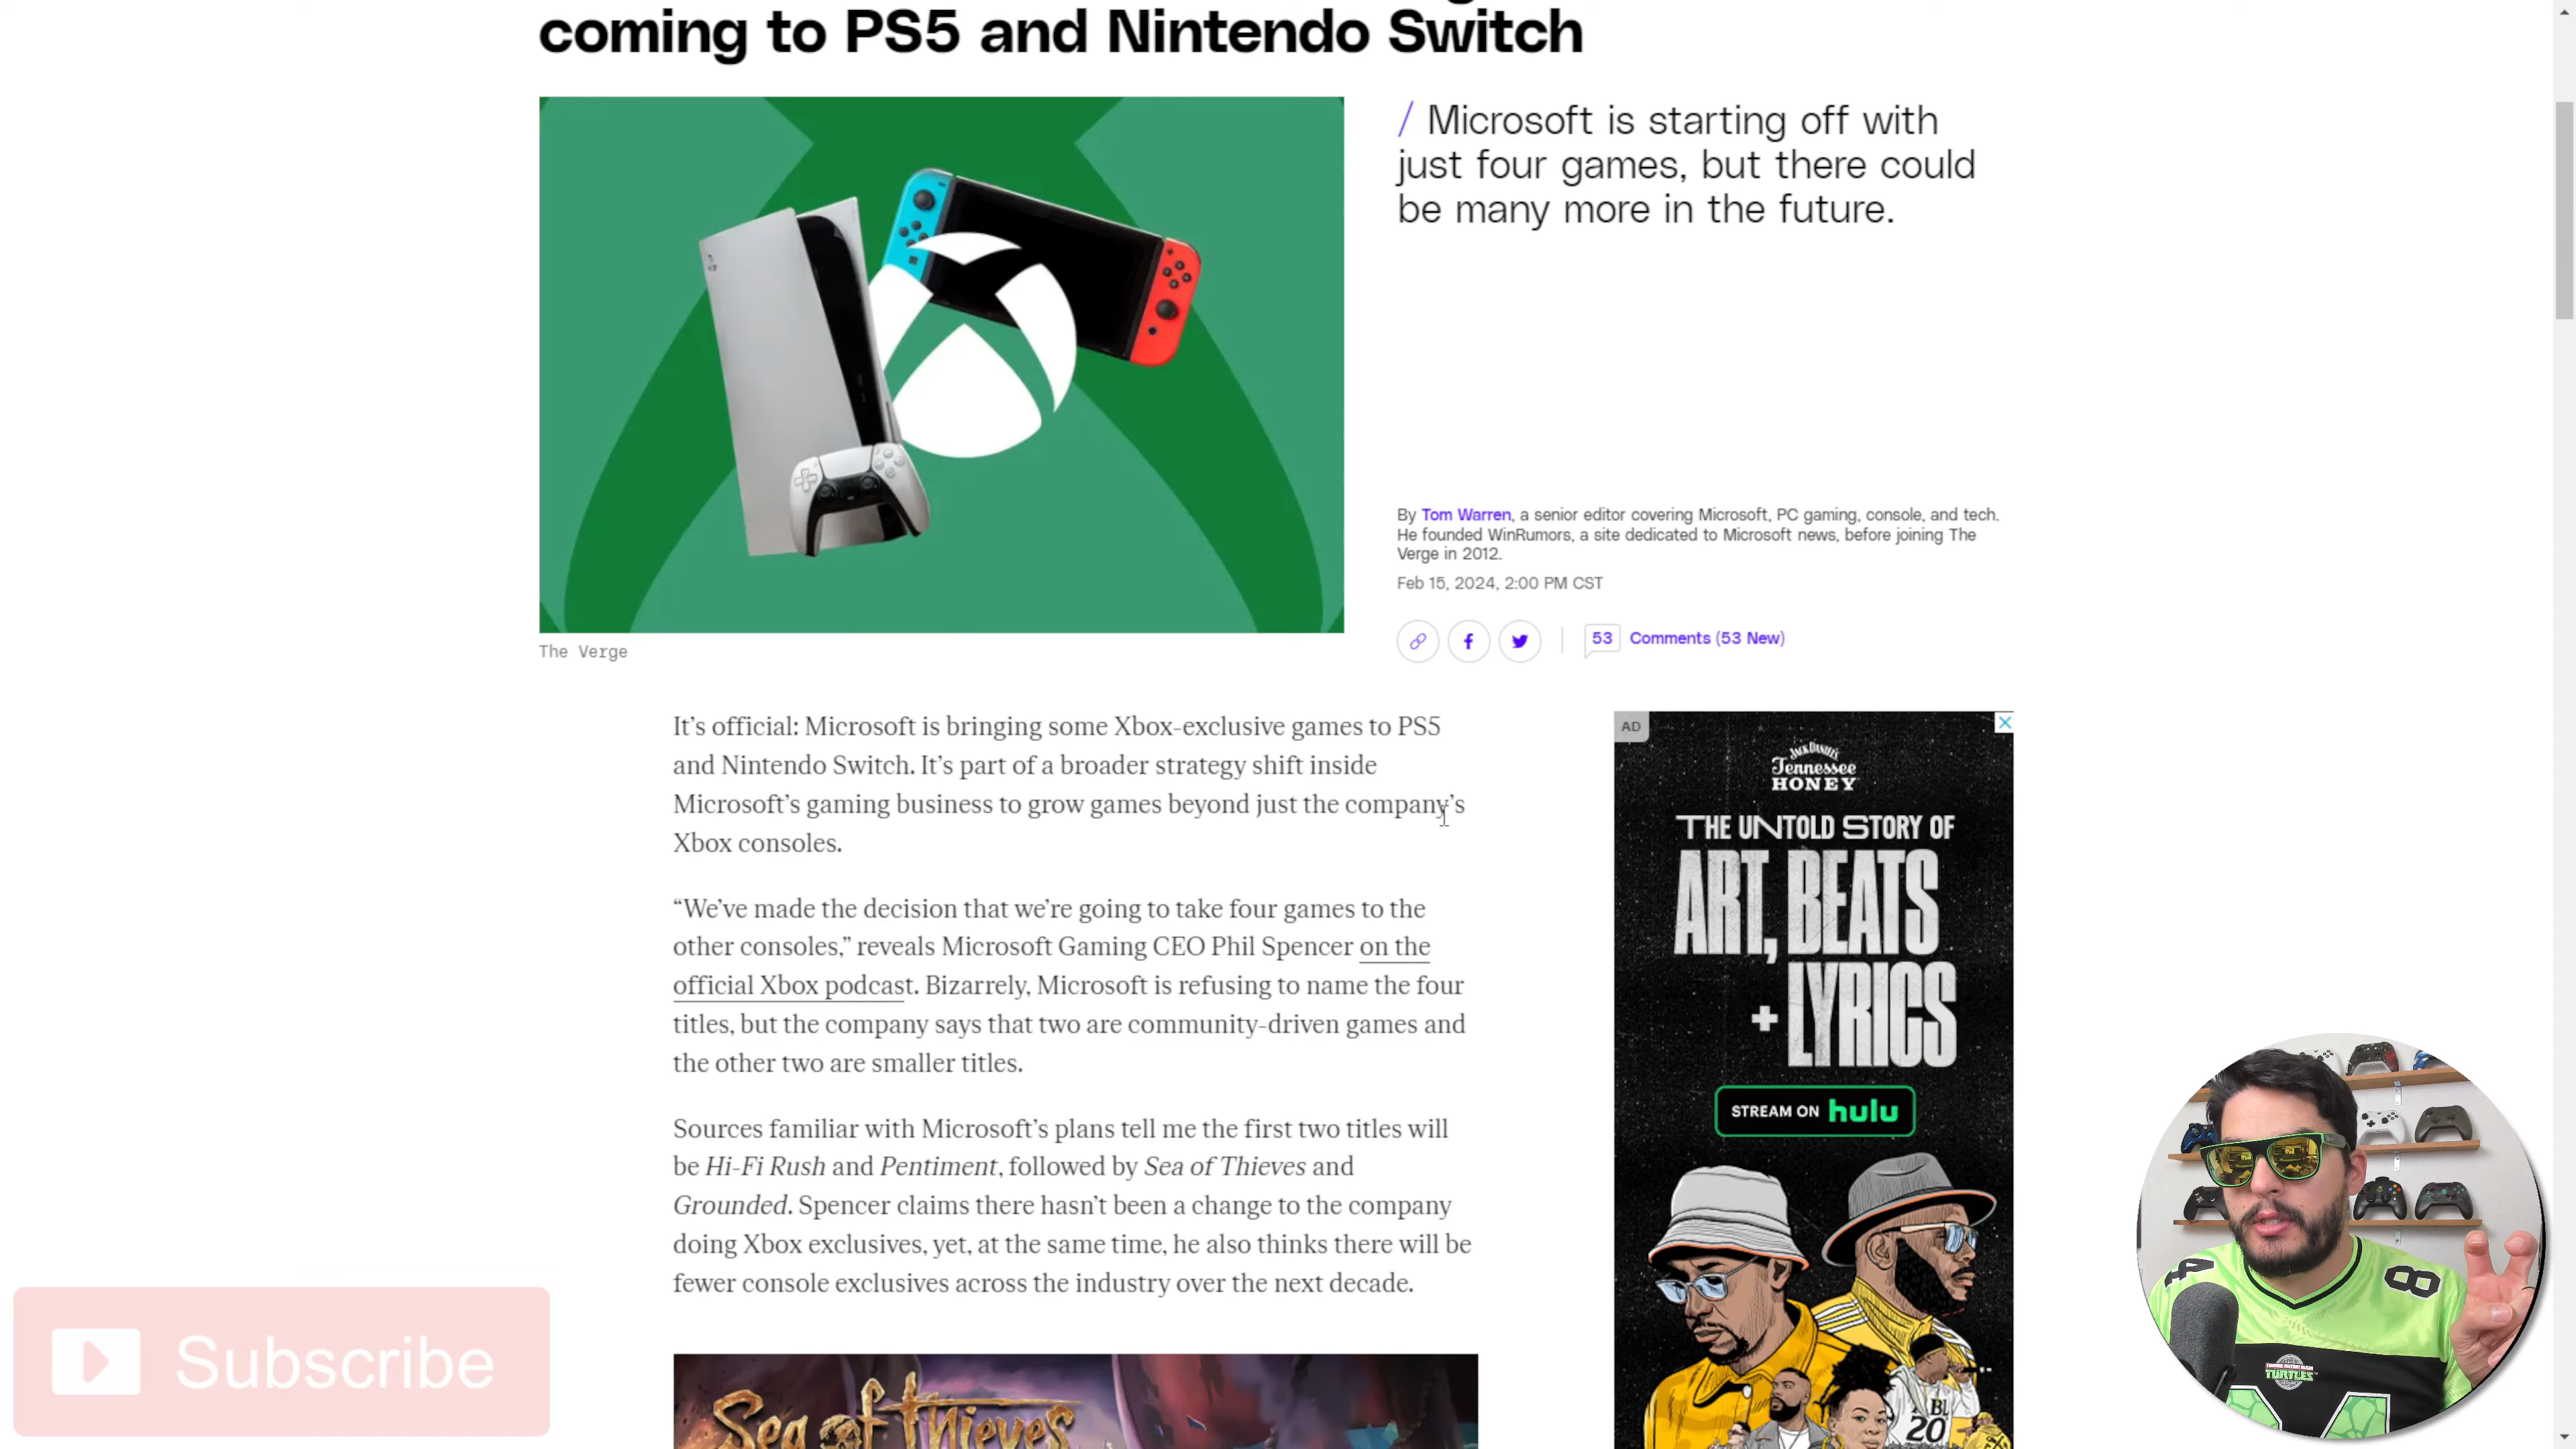 coming to PS5 and Nintendo Switch
/ Microsoft is starting off with
just four games, but there could
be many more in the future.
By Tom Warren, a senior editor covering Microsoft, PC gaming, console, and tech.
He founded WinRumors, a site dedicated to Microsoft news, before joining The
Verge in 2012.
Feb 15, 2024, 2:00 PM CST
53 Comments (53 New)
The Verge
It’s official: Microsoft is bringing some Xbox-exclusive games to PS5
and Nintendo Switch. It’s part of a broader strategy shift inside
Microsoft’s gaming business to grow games beyond just the company’s
Xbox consoles.
“We’ve made the decision that we’re going to take four games to the
other consoles,” reveals Microsoft Gaming CEO Phil Spencer on the
official Xbox podcast. Bizarrely, Microsoft is refusing to name the four
titles, but the company says that two are community-driven games and
the other two are smaller titles.
Sources familiar with Microsoft’s plans tell me the first two titles will
be Hi-Fi Rush and Pentiment, followed by Sea of Thieves and
Grounded. Spencer claims there hasn’t been a change to the company
doing Xbox exclusives, yet, at the same time, he also thinks there will be
fewer console exclusives across the industry over the next decade.
Sea of Thieves
AD
JACK DANIEL'S
Tennessee
HONEY
THE UNTOLD STORY OF
ART, BEATS
+ LYRICS
STREAM ON hulu
BL
20
Subscribe
8
TURTLES